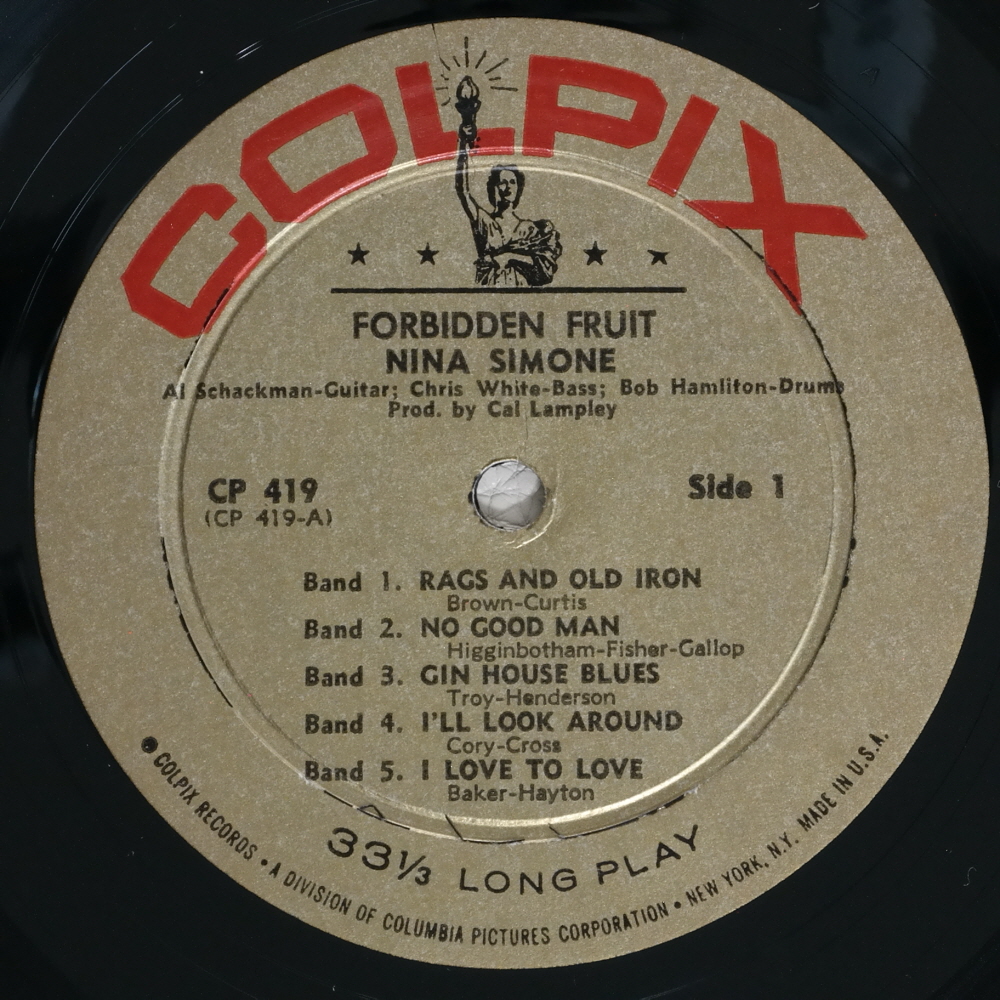 COLPIX
FORBIDDEN FRUIT
NINA SIMONE
Al Schackman-Guitar; Chris White-Bass; Bob Hamliton-Drums
Prod. by Cal Lampley
CP 419
(CP 419-A)
Side 1
Band 1. RAGS AND OLD IRON
Brown-Curtis
Band 2. NO GOOD MAN
Higginbotham-Fisher-Gallop
Band 3. GIN HOUSE BLUES
Troy-Henderson
Band 4. I'LL LOOK AROUND
Cory-Cross
Band 5. I LOVE TO LOVE
Baker-Hayton
33⅓ LONG PLAY
COLPIX RECORDS • A DIVISION OF COLUMBIA PICTURES CORPORATION • NEW YORK, N.Y. MADE IN U.S.A.